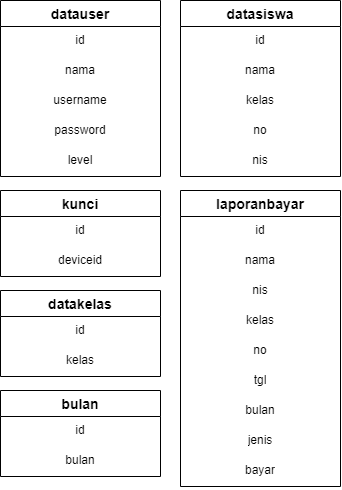 datauser
id
nama
username
password
level
datasiswa
id
nama
kelas
no
nis
kunci
id
deviceid
datakelas
id
kelas
bulan
id
bulan
laporanbayar
id
nama
nis
kelas
no
tgl
bulan
jenis
bayar